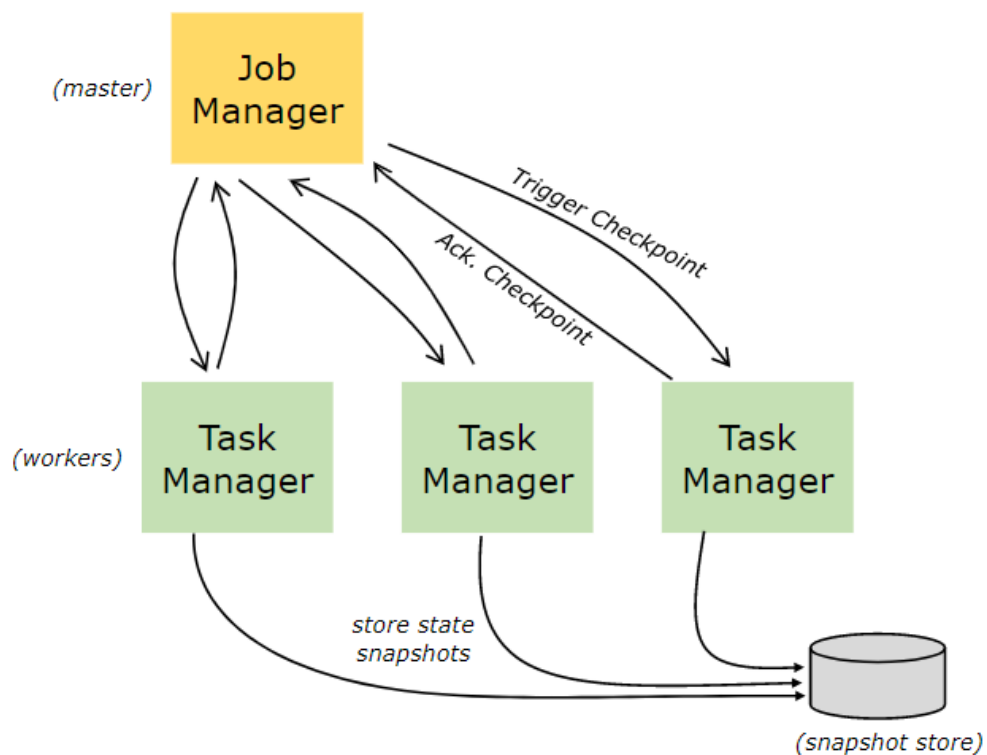 Job
Manager
(master)
Trigger Checkpoint
Ack. Checkpoint
(workers)
Task
Manager
Task
Manager
Task
Manager
store state
snapshots
(snapshot store)